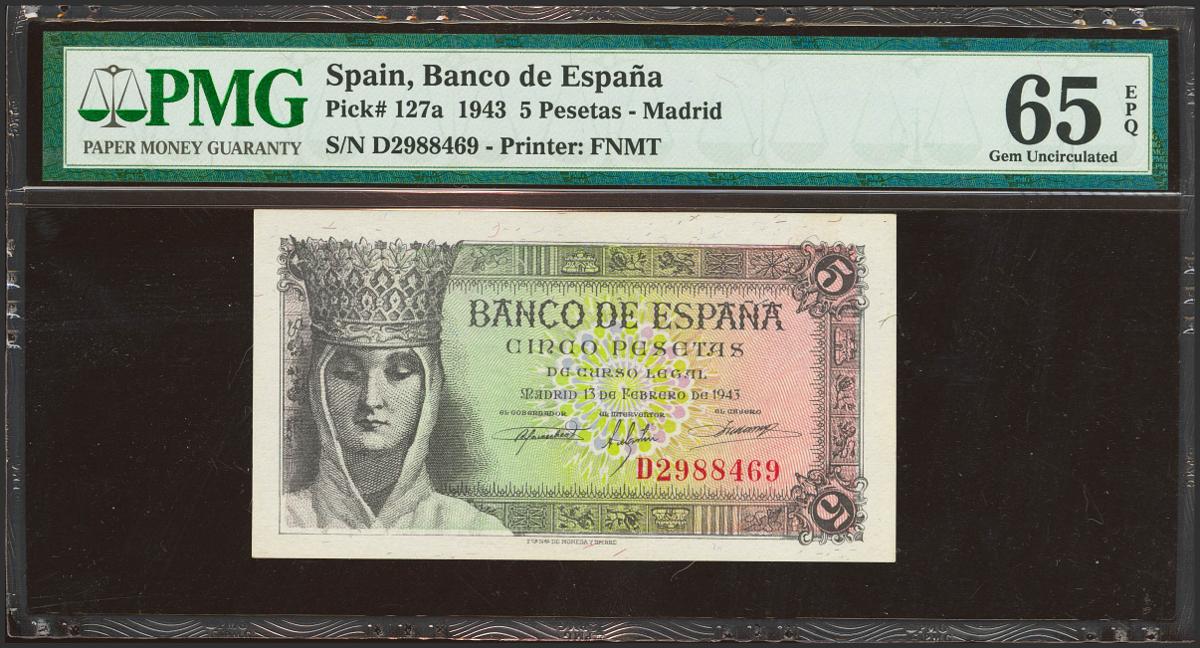 PMG
PAPER MONEY GUARANTY
Spain, Banco de España
Pick# 127a 1943 5 Pesetas - Madrid
S/N D2988469 - Printer: FNMT
65
EPQ
Gem Uncirculated
5
BANCO DE ESPAÑA
CINCO PESETAS
DE CURSO LEGAL
MADRID 13 DE FEBRERO DE 1943
EL GOBERNADOR EL INTERVENTOR EL CAJERO
D2988469
5